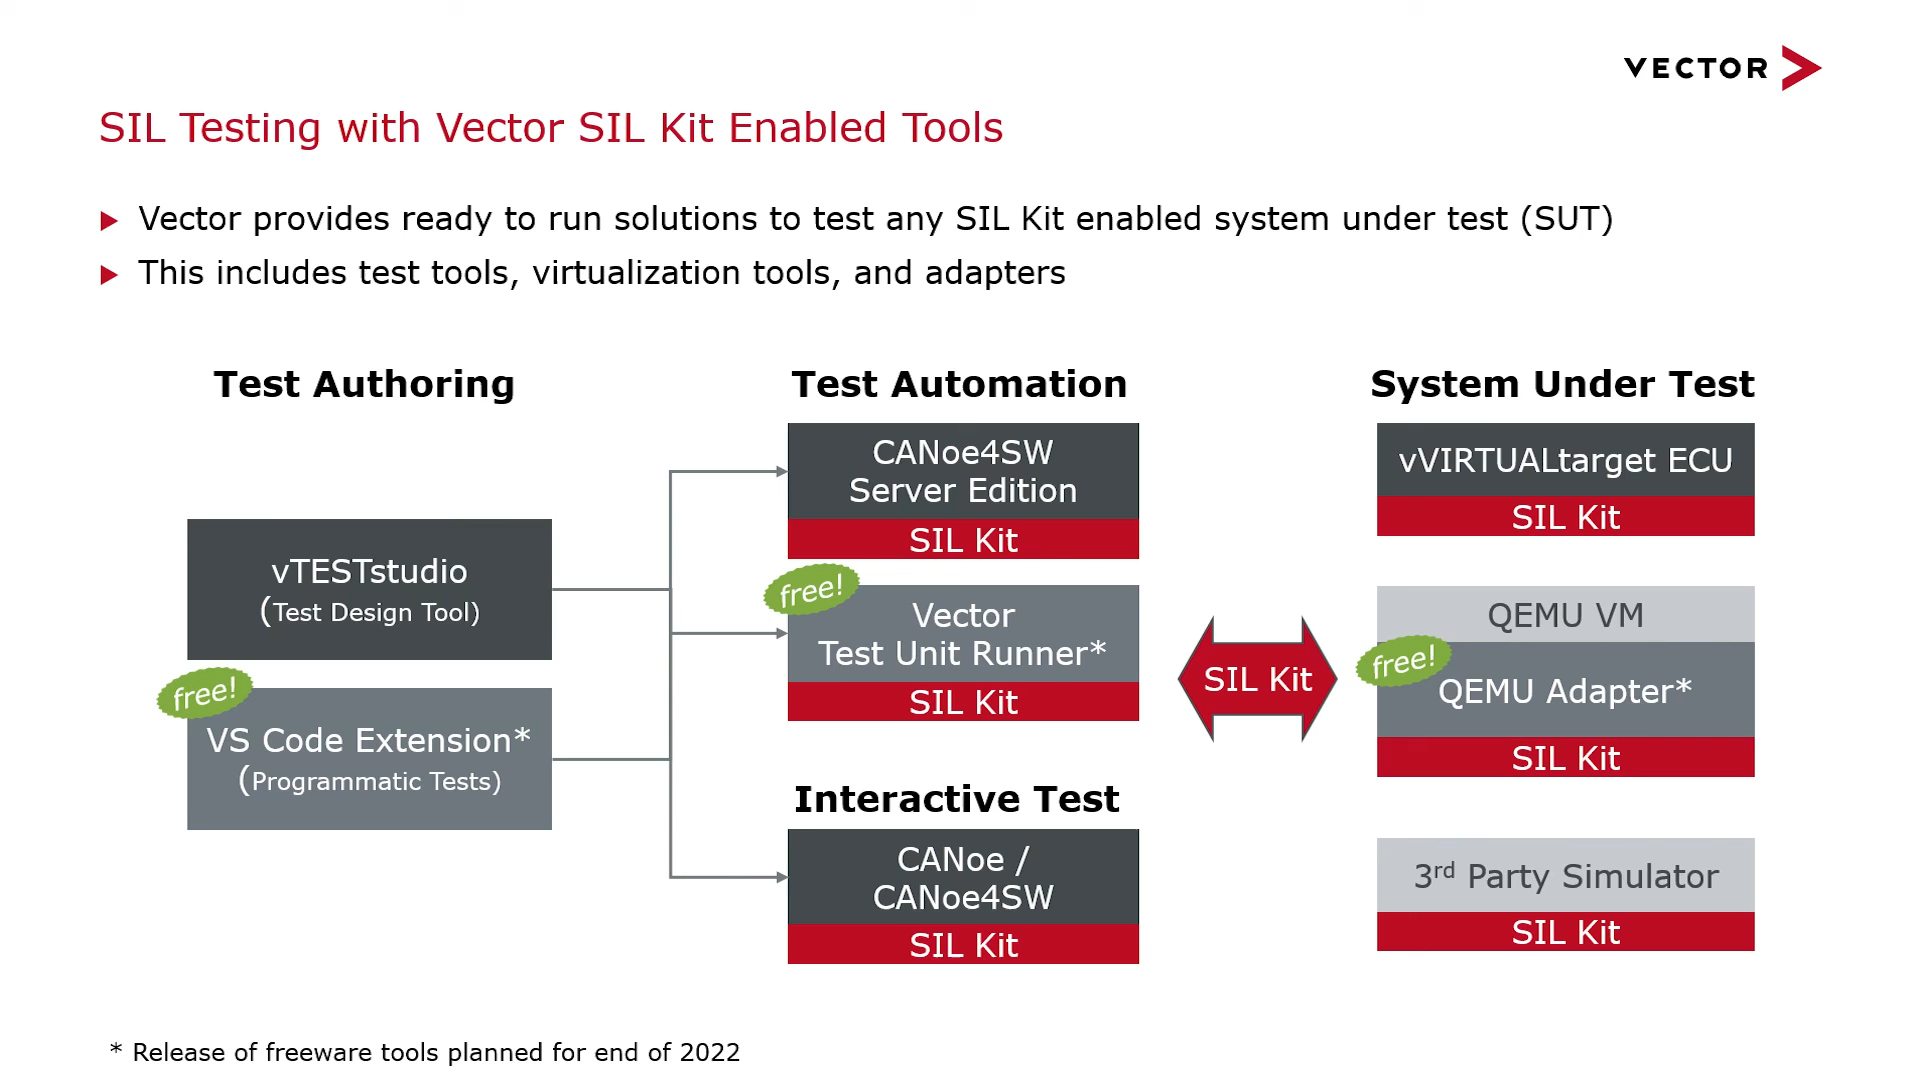 VECTOR
SIL Testing with Vector SIL Kit Enabled Tools
Vector provides ready to run solutions to test any SIL Kit enabled system under test (SUT)
This includes test tools, virtualization tools, and adapters
Test Authoring
vTESTstudio
(Test Design Tool)
free!
VS Code Extension*
(Programmatic Tests)
Test Automation
CANoe4SW
Server Edition
SIL Kit
free!
Vector
Test Unit Runner*
SIL Kit
Interactive Test
CANoe /
CANoe4SW
SIL Kit
SIL Kit
System Under Test
vVIRTUALtarget ECU
SIL Kit
QEMU VM
free!
QEMU Adapter*
SIL Kit
3rd Party Simulator
SIL Kit
* Release of freeware tools planned for end of 2022